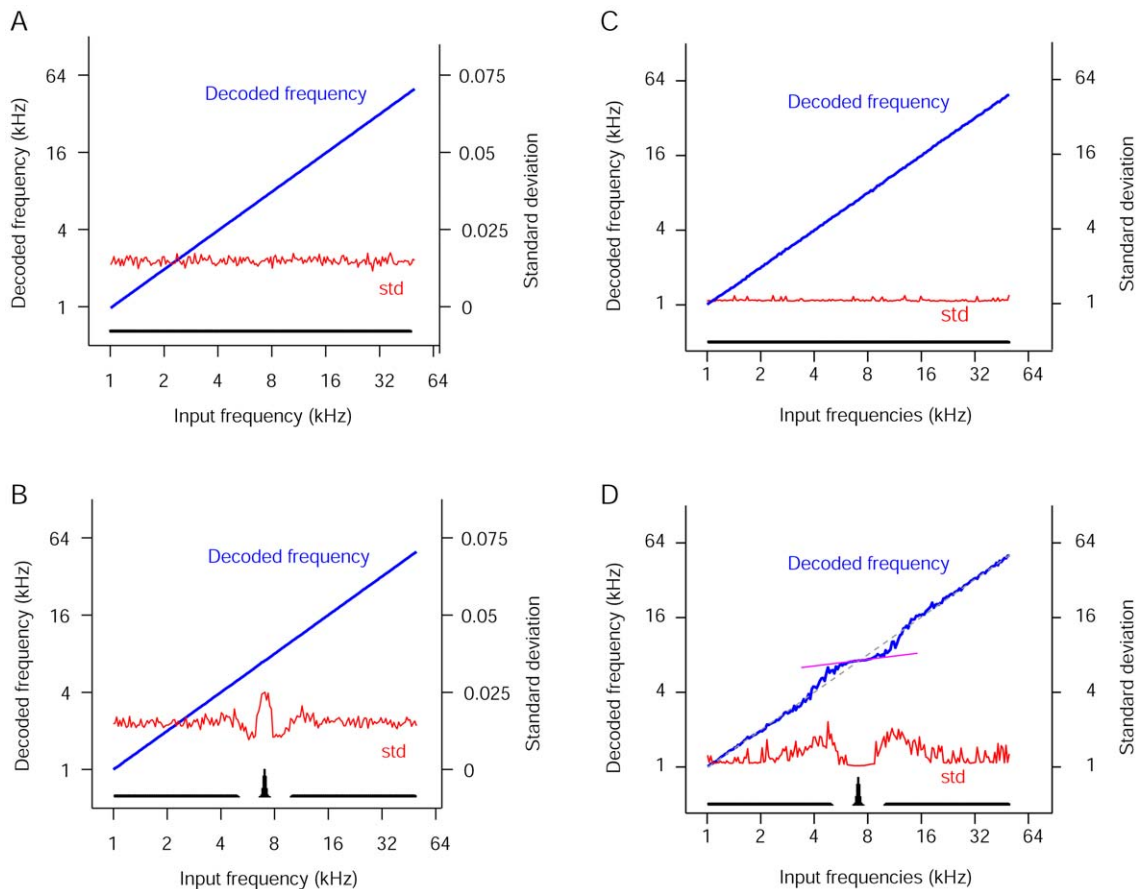 A
Decoded frequency (kHz)
64
16
4
1
Decoded frequency
std
0.075
0.05
0.025
0
Standard deviation
1 2 4 8 16 32 64
Input frequency (kHz)
C
Decoded frequency (kHz)
64
16
4
1
Decoded frequency
std
64
16
4
1
Standard deviation
1 2 4 8 16 32 64
Input frequencies (kHz)
B
Decoded frequency (kHz)
64
16
4
1
Decoded frequency
std
0.075
0.05
0.025
0
Standard deviation
1 2 4 8 16 32 64
Input frequency (kHz)
D
Decoded frequency (kHz)
64
16
4
1
Decoded frequency
std
64
16
4
1
Standard deviation
1 2 4 8 16 32 64
Input frequencies (kHz)